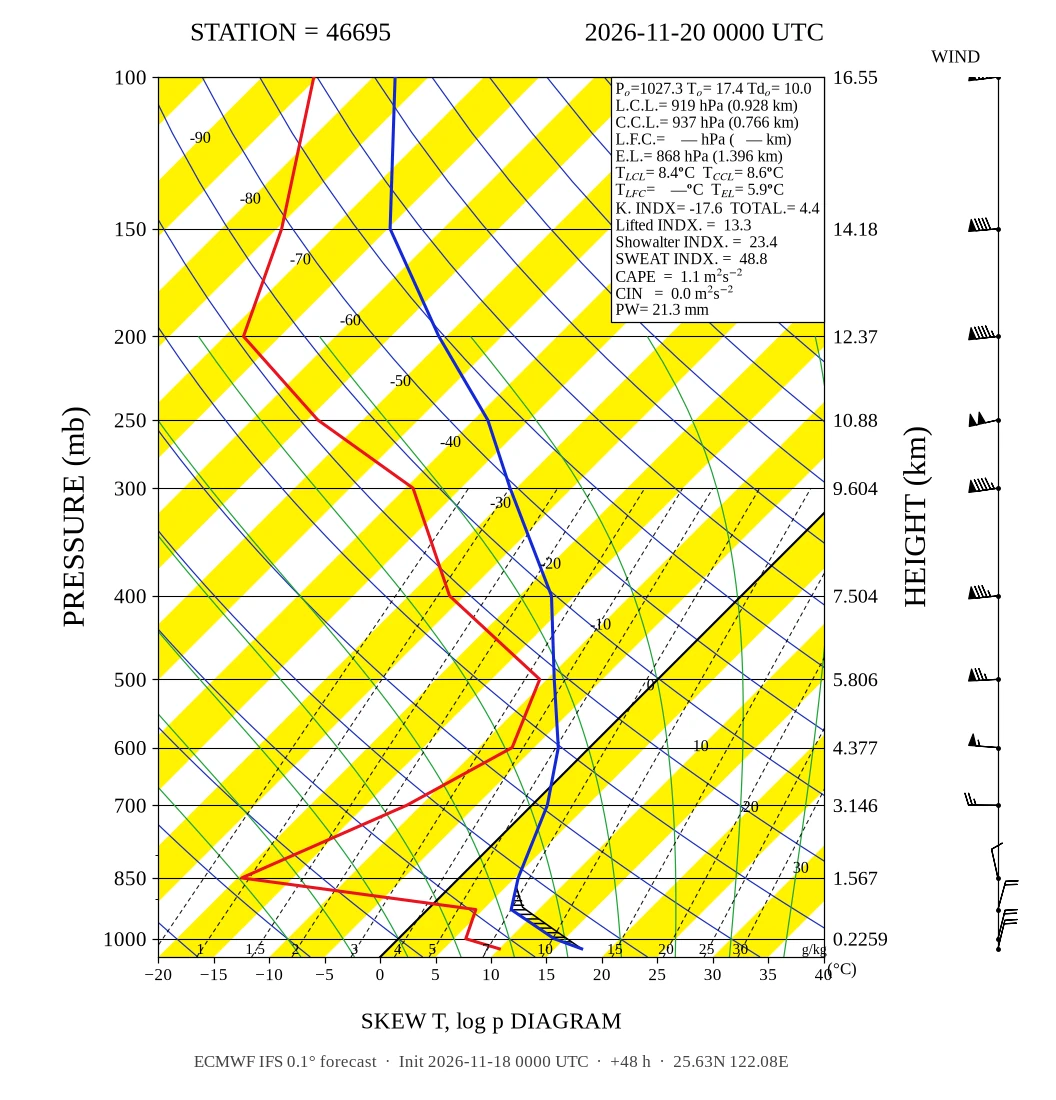 STATION = 46695 2026-11-20 0000 UTC
WIND
100 16.55
P_o=1027.3 T_o= 17.4 Td_o= 10.0
L.C.L.= 919 hPa (0.928 km)
C.C.L.= 937 hPa (0.766 km)
L.F.C.= — hPa ( — km)
E.L.= 868 hPa (1.396 km)
T_LCL= 8.4°C T_CCL= 8.6°C
T_LFC= —°C T_EL= 5.9°C
K. INDX= -17.6 TOTAL.= 4.4
Lifted INDX. = 13.3
Showalter INDX. = 23.4
SWEAT INDX. = 48.8
CAPE = 1.1 m²s⁻²
CIN = 0.0 m²s⁻²
PW= 21.3 mm
-90
-80
150 14.18
-70
-60
200 12.37
-50
250 10.88
-40
300 9.604
-30
PRESSURE (mb)
HEIGHT (km)
-20
400 7.504
-10
500 5.806
0
600 4.377
10
700 3.146
20
850 1.567
30
1000 0.2259
1 1.5 2 3 4 5 10 15 20 25 30 g/kg
−20 −15 −10 −5 0 5 10 15 20 25 30 35 40 (°C)
SKEW T, log p DIAGRAM
ECMWF IFS 0.1° forecast · Init 2026-11-18 0000 UTC · +48 h · 25.63N 122.08E